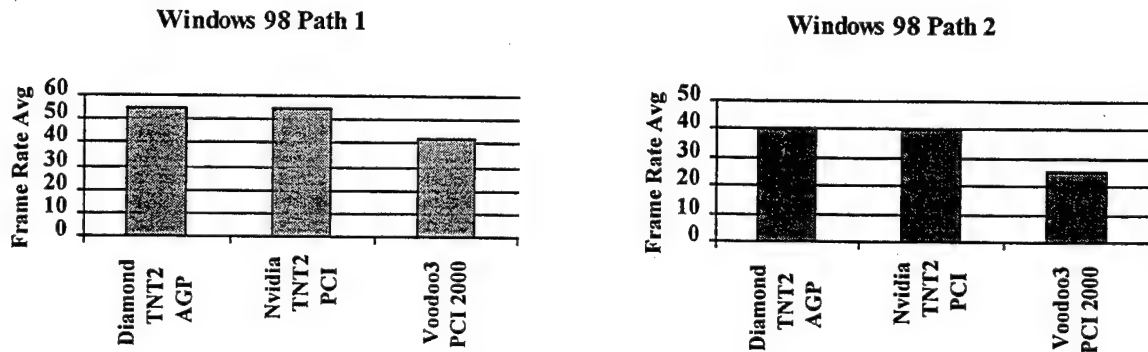 Windows 98 Path 1
Frame Rate Avg
60
50
40
30
20
10
0
Diamond
TNT2
AGP
Nvidia
TNT2
PCI
Voodoo3
PCI 2000
Windows 98 Path 2
Frame Rate Avg
50
40
30
20
10
0
Diamond
TNT2
AGP
Nvidia
TNT2
PCI
Voodoo3
PCI 2000